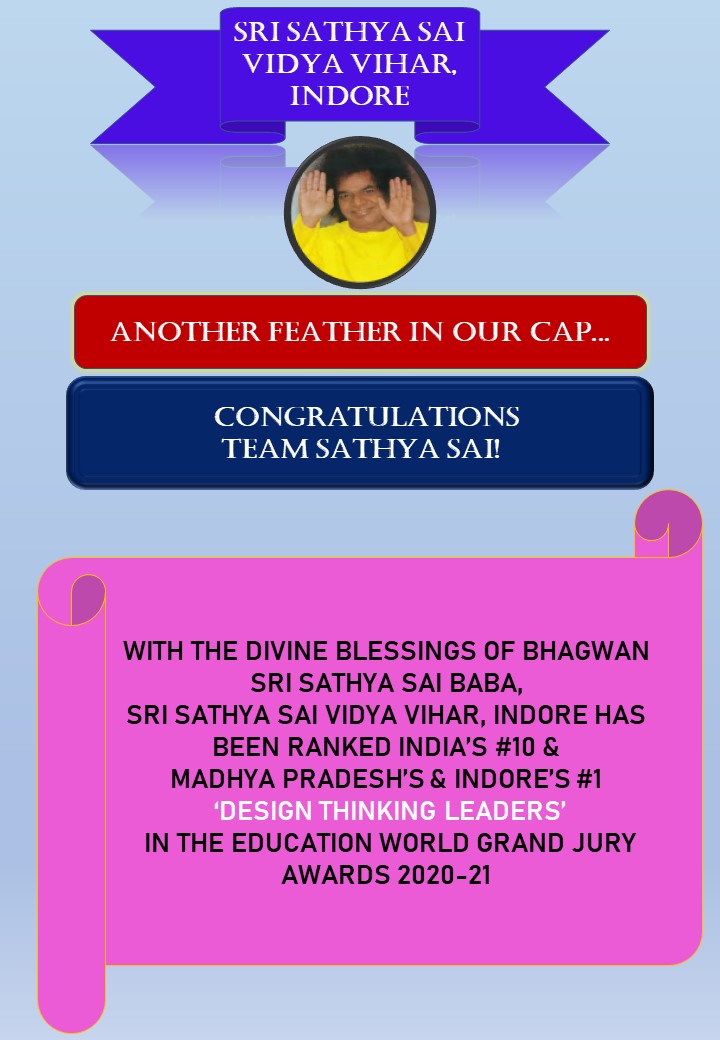 SRI SATHYA SAI
VIDYA VIHAR,
INDORE
ANOTHER FEATHER IN OUR CAP...
CONGRATULATIONS
TEAM SATHYA SAI!
WITH THE DIVINE BLESSINGS OF BHAGWAN
SRI SATHYA SAI BABA,
SRI SATHYA SAI VIDYA VIHAR, INDORE HAS
BEEN RANKED INDIA'S #10 &
MADHYA PRADESH'S & INDORE'S #1
‘DESIGN THINKING LEADERS’
IN THE EDUCATION WORLD GRAND JURY
AWARDS 2020-21